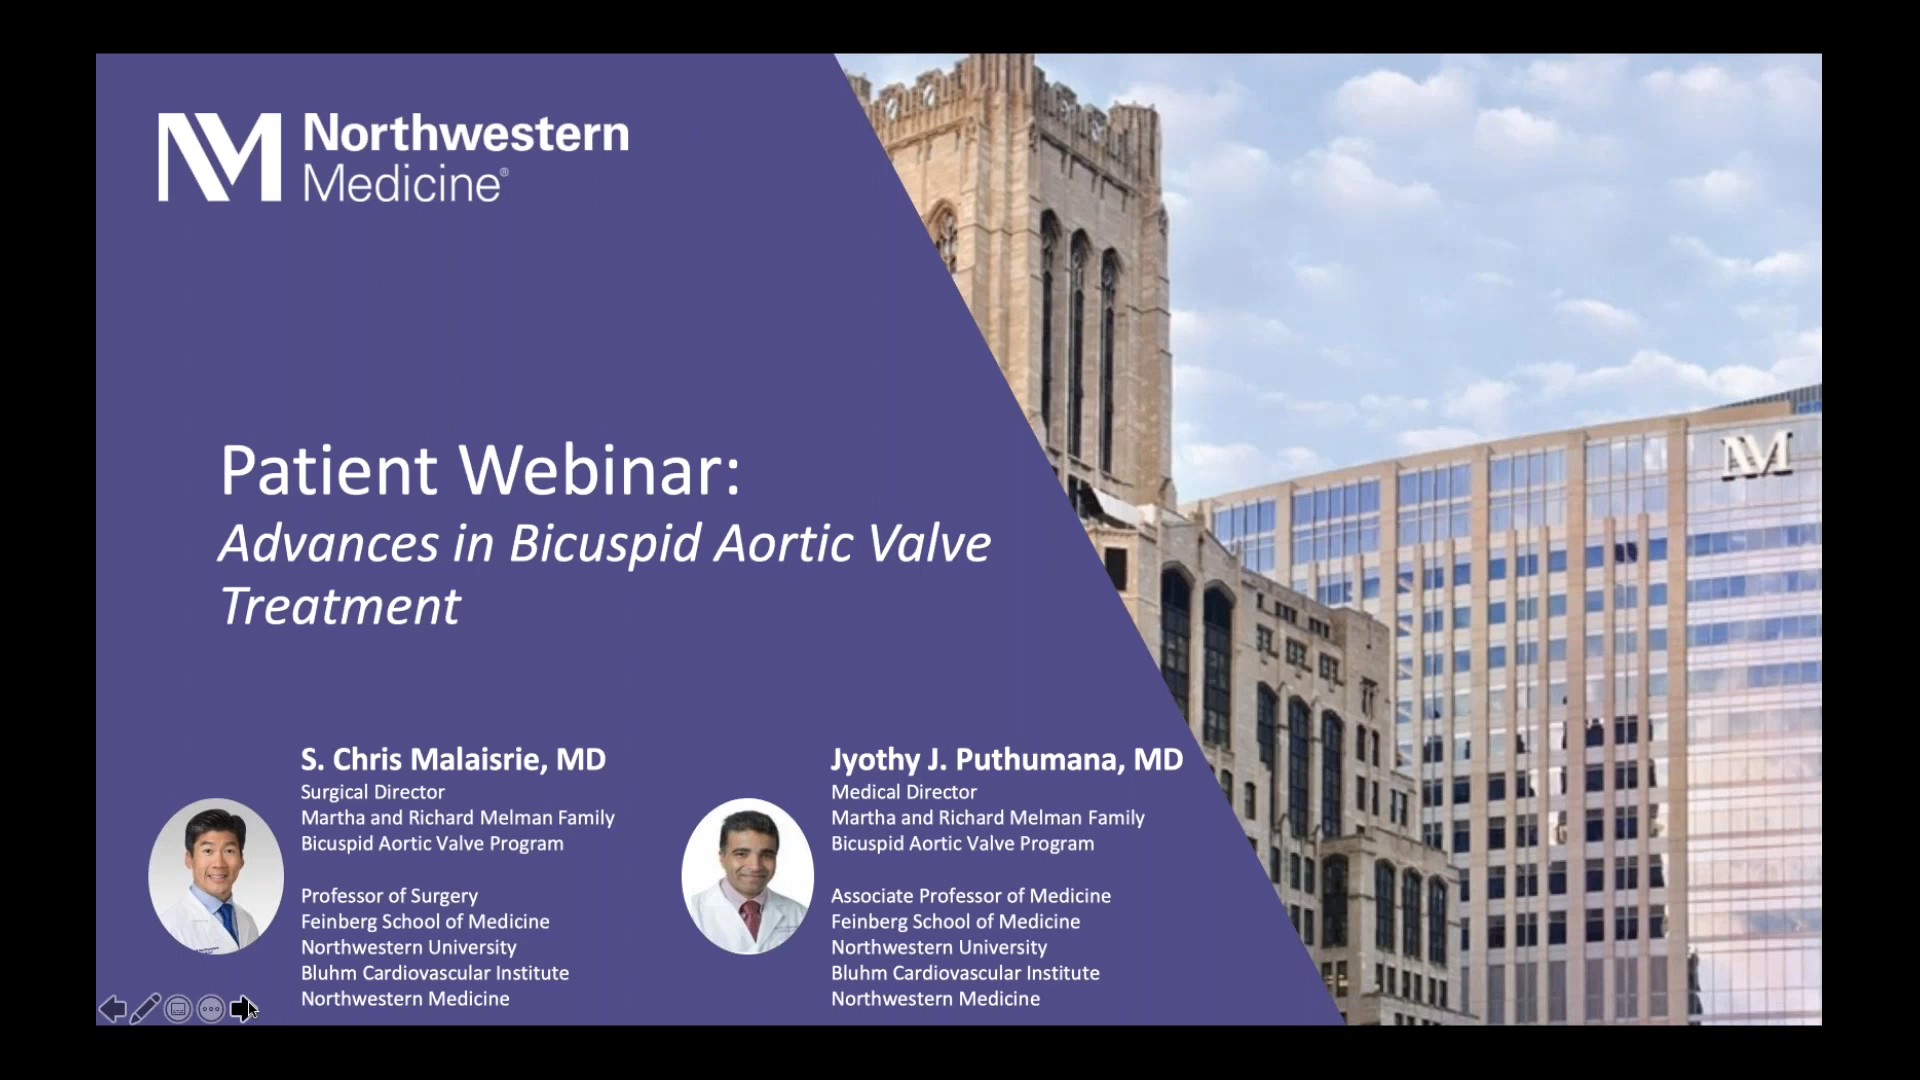 Northwestern
Medicine®
Patient Webinar:
Advances in Bicuspid Aortic Valve
Treatment
S. Chris Malaisrie, MD
Surgical Director
Martha and Richard Melman Family
Bicuspid Aortic Valve Program
Professor of Surgery
Feinberg School of Medicine
Northwestern University
Bluhm Cardiovascular Institute
Northwestern Medicine
Jyothy J. Puthumana, MD
Medical Director
Martha and Richard Melman Family
Bicuspid Aortic Valve Program
Associate Professor of Medicine
Feinberg School of Medicine
Northwestern University
Bluhm Cardiovascular Institute
Northwestern Medicine
NM